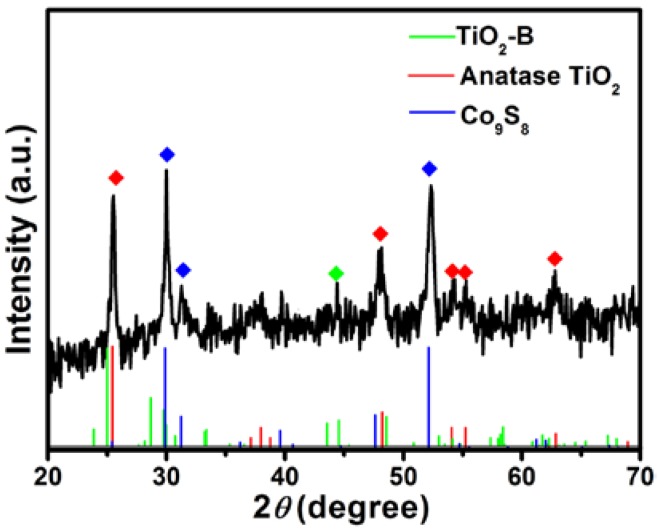 TiO₂-B
Anatase TiO₂
Co₉S₈
Intensity (a.u.)
20 30 40 50 60 70
2θ (degree)